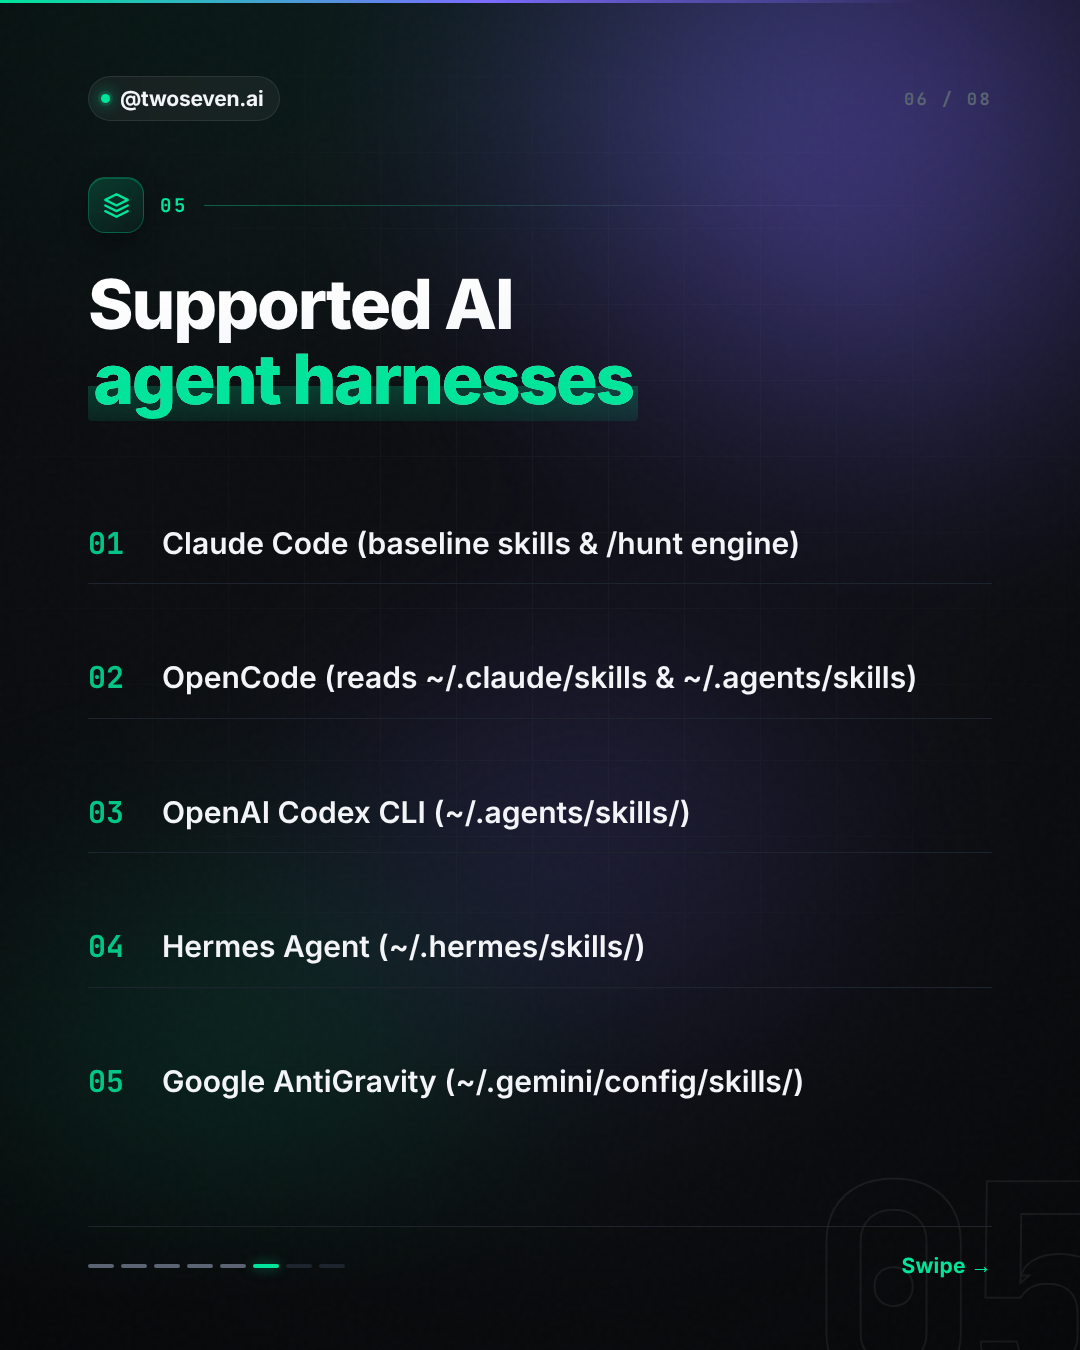 @twoseven.ai
06 / 08
05
Supported AI
agent harnesses
01 Claude Code (baseline skills & /hunt engine)
02 OpenCode (reads ~/.claude/skills & ~/.agents/skills)
03 OpenAI Codex CLI (~/.agents/skills/)
04 Hermes Agent (~/.hermes/skills/)
05 Google AntiGravity (~/.gemini/config/skills/)
Swipe →
05